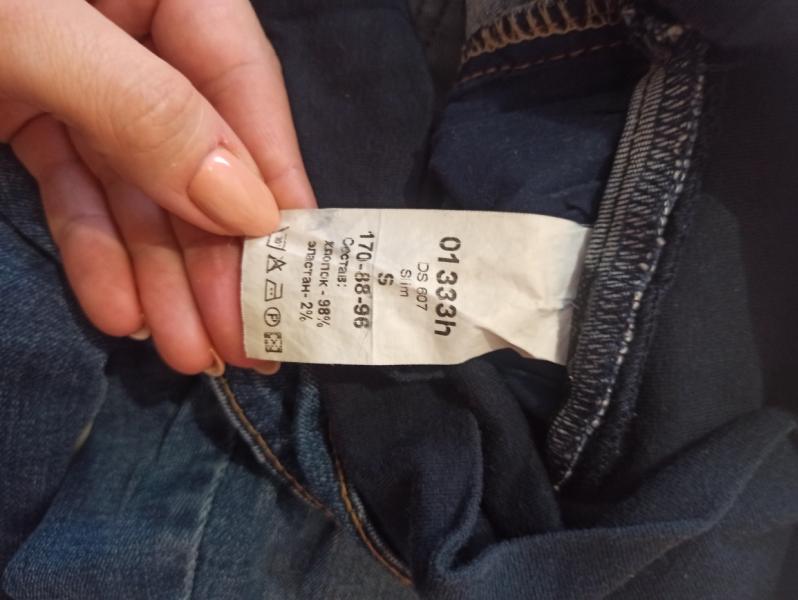 01333h
DS 607
Slim
S
170-88-96
Состав:
хлопок - 98%
эластан- 2%